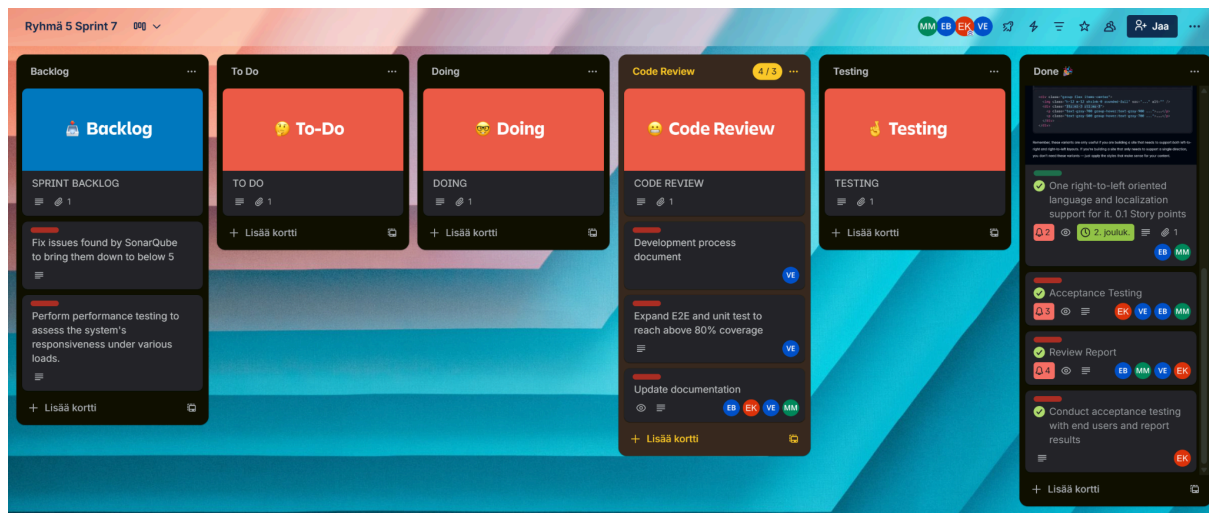 Ryhmä 5 Sprint 7
MM EB EK VE
Jaa
Backlog
Backlog
SPRINT BACKLOG
1
Fix issues found by SonarQube
to bring them down to below 5
Perform performance testing to
assess the system's
responsiveness under various
loads.
+ Lisää kortti
To Do
To-Do
TO DO
1
+ Lisää kortti
Doing
Doing
DOING
1
+ Lisää kortti
Code Review 4 / 3
Code Review
CODE REVIEW
1
Development process
document
VE
Expand E2E and unit test to
reach above 80% coverage
VE
Update documentation
EB EK VE MM
+ Lisää kortti
Testing
Testing
TESTING
1
+ Lisää kortti
Done 🎉
One right-to-left oriented
language and localization
support for it. 0.1 Story points
2 2. jouluk. 1
EB MM
Acceptance Testing
3 EK VE EB MM
Review Report
4 EB MM VE EK
Conduct acceptance testing
with end users and report
results
EK
+ Lisää kortti